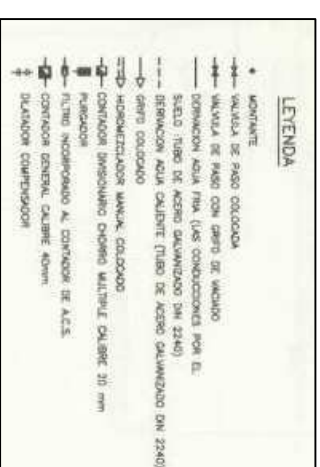 LEYENDA
MONTANTE
VALVULA DE PASO COLOCADA
VALVULA DE PASO CON GRIFO DE VACIADO
DERIVACION AGUA FRIA (LAS CONDUCCIONES POR EL
SUELO :TUBO DE ACERO GALVANIZADO DIN 2240)
DERIVACION AGUA CALIENTE (TUBO DE ACERO GALVANIZADO DIN 2240)
GRIFO COLOCADO
HIDROMEZCLADOR MANUAL COLOCADO
CONTADOR DIVISIONARIO CHORRO MULTIPLE CALIBRE 20 mm
PURGADOR
FILTRO INCORPORADO AL CONTADOR DE A.C.S.
CONTADOR GENERAL CALIBRE 40mm
DILATADOR COMPENSADOR